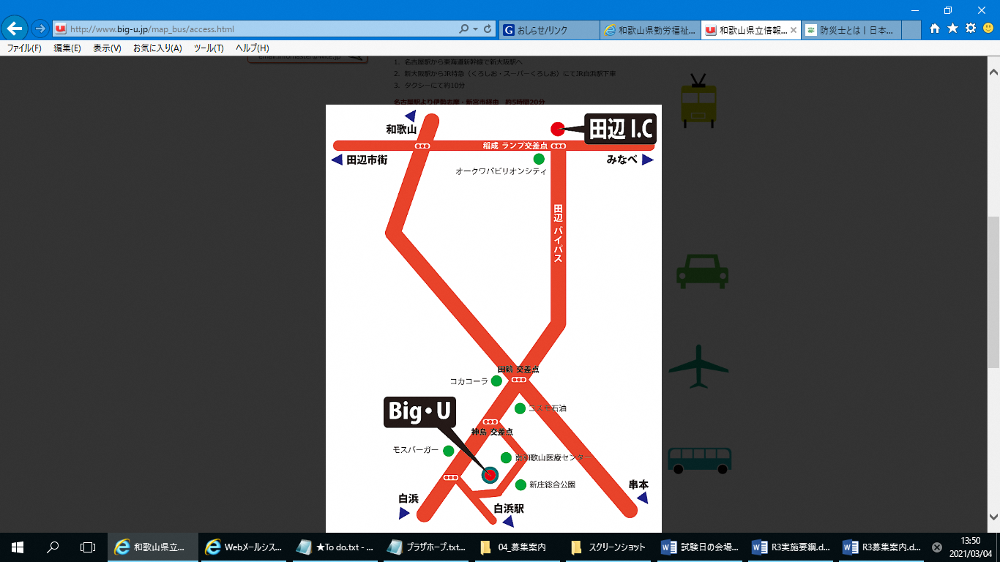 http://www.big-u.jp/map_bus/access.html
おしらせ/リンク
和歌山県勤労福祉...
和歌山県立情報...
防災士とは｜日本...
ファイル(F) 編集(E) 表示(V) お気に入り(A) ツール(T) ヘルプ(H)
1. 名古屋駅から東海道新幹線で新大阪駅へ
2. 新大阪駅からJR特急（くろしお・スーパーくろしお）にてJR白浜駅下車
3. タクシーにて約10分
名古屋駅より伊勢志摩・新宮市経由 約5時間20分
和歌山
田辺 I.C
稲成 ランプ交差点
田辺市街
みなべ
オークワパビリオンシティ
田辺 バイパス
田鶴 交差点
コカコーラ
Big・U
コスモ石油
神島 交差点
モスバーガー
南和歌山医療センター
新庄総合公園
串本
白浜
白浜駅
和歌山県立...
Webメールシス...
★To do.txt - ...
プラザホープ.txt...
04_募集案内
スクリーンショット
試験日の会場...
R3実施要綱.d...
R3募集案内.d...
13:50
2021/03/04